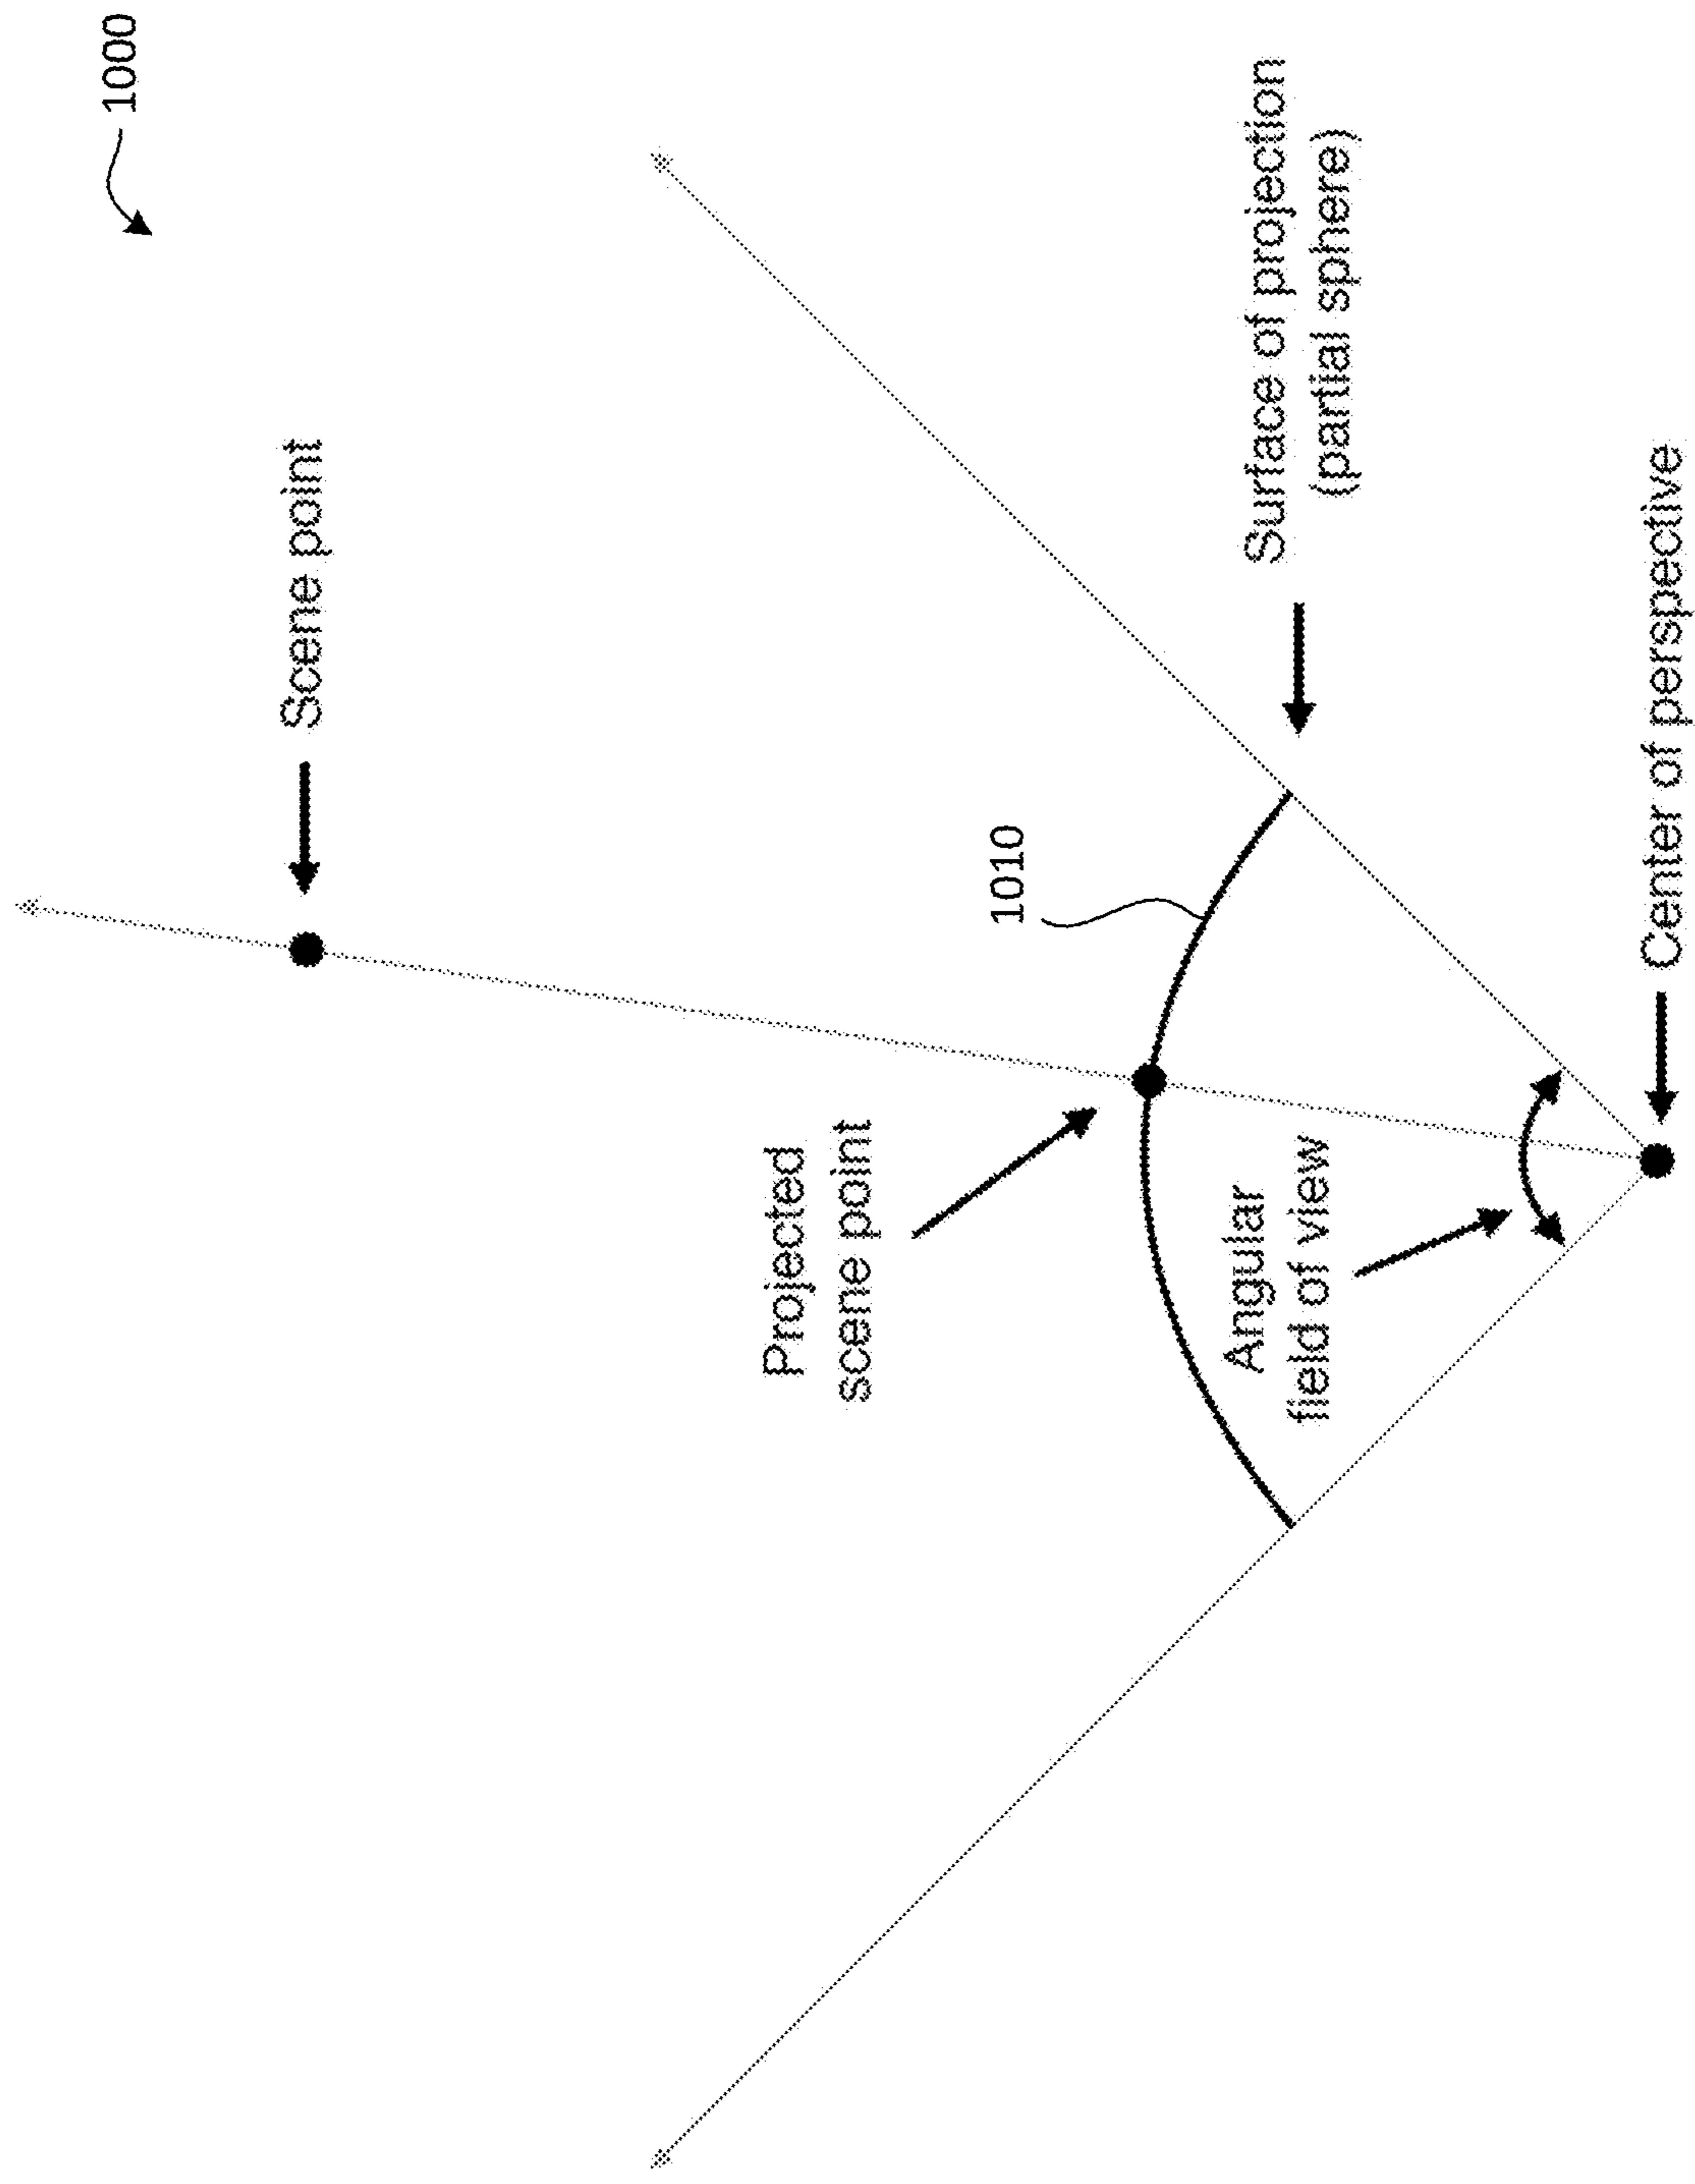 1000
Scene point
1010
Projected
scene point
Surface of projection
(partial sphere)
Angular
field of view
Center of perspective